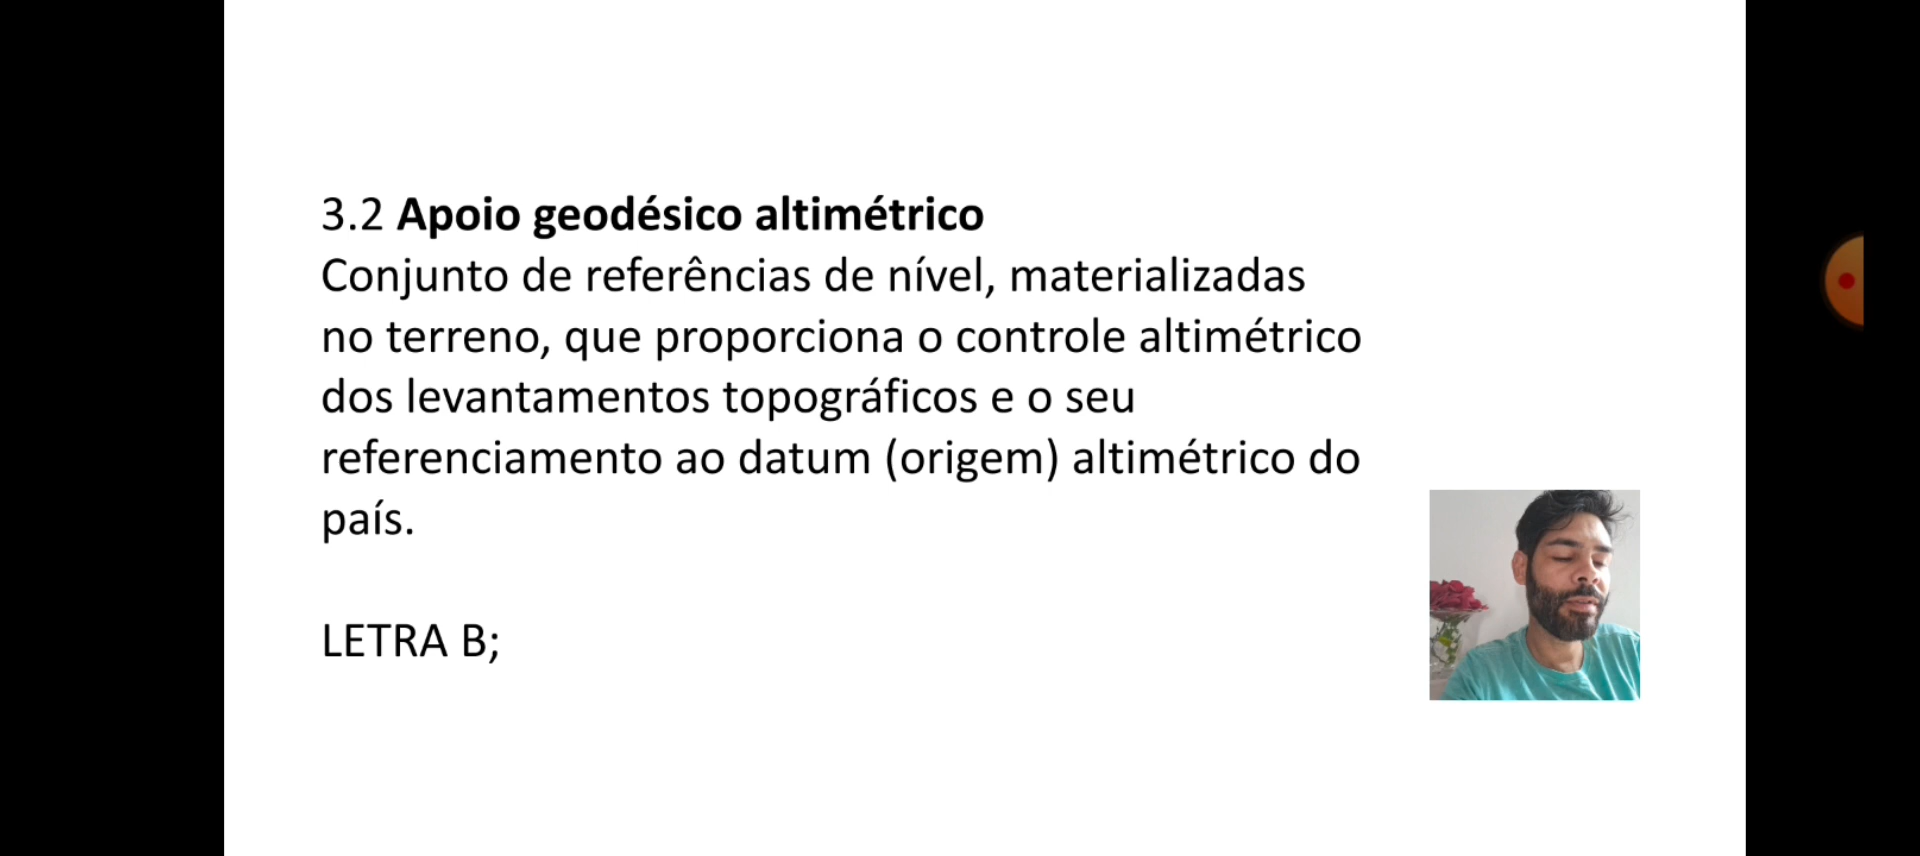 3.2 Apoio geodésico altimétrico
Conjunto de referências de nível, materializadas
no terreno, que proporciona o controle altimétrico
dos levantamentos topográficos e o seu
referenciamento ao datum (origem) altimétrico do
país.
LETRA B;